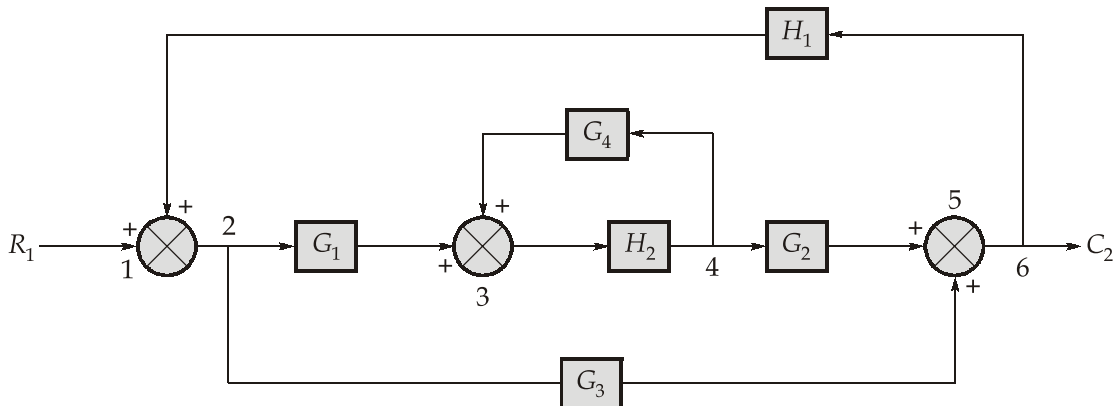 H₁
G₄
+
+
2
+
5
R₁
G₁
H₂
G₂
+
C₂
1
+
3
4
6
+
G₃